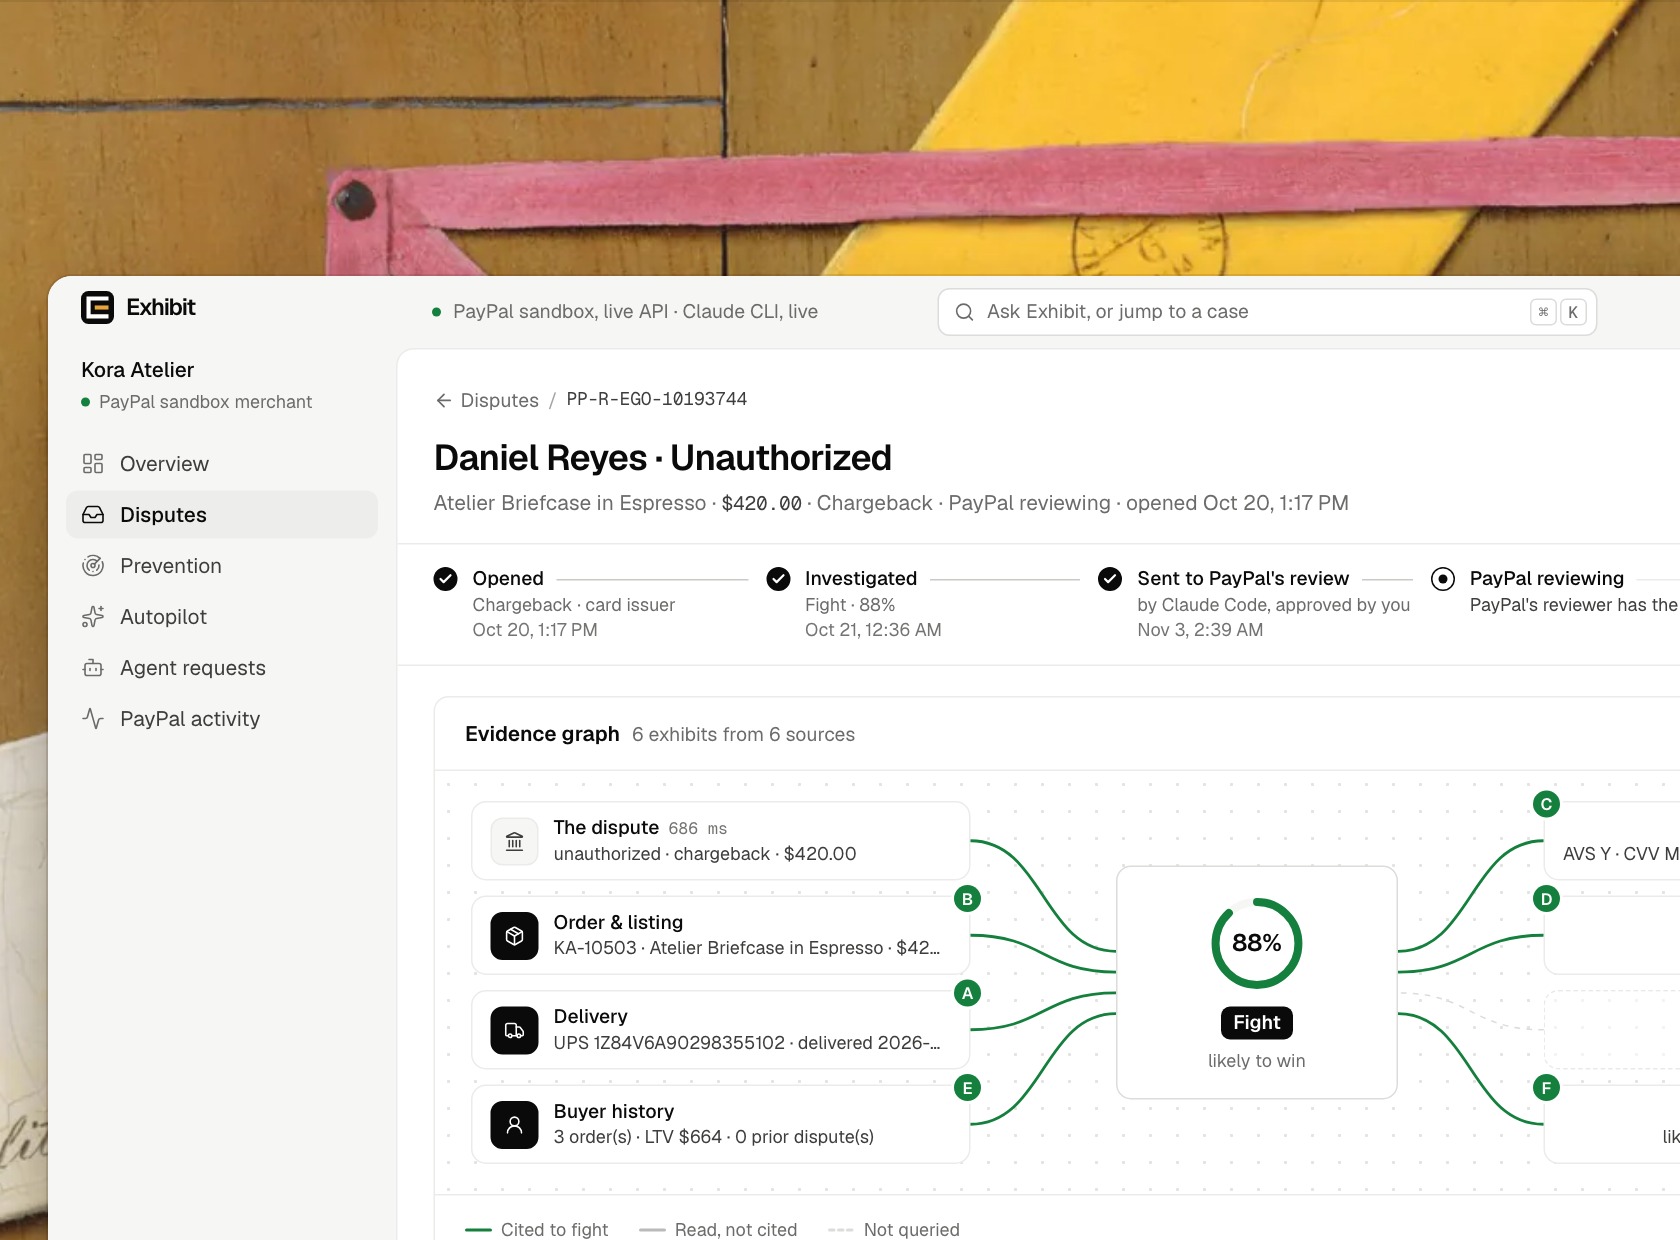 Exhibit
PayPal sandbox, live API · Claude CLI, live
Ask Exhibit, or jump to a case
⌘ K
Kora Atelier
PayPal sandbox merchant
Overview
Disputes
Prevention
Autopilot
Agent requests
PayPal activity
← Disputes / PP-R-EGO-10193744
Daniel Reyes · Unauthorized
Atelier Briefcase in Espresso · $420.00 · Chargeback · PayPal reviewing · opened Oct 20, 1:17 PM
Opened
Chargeback · card issuer
Oct 20, 1:17 PM
Investigated
Fight · 88%
Oct 21, 12:36 AM
Sent to PayPal's review
by Claude Code, approved by you
Nov 3, 2:39 AM
PayPal reviewing
PayPal's reviewer has the
Evidence graph 6 exhibits from 6 sources
The dispute 686 ms
unauthorized · chargeback · $420.00
B
Order & listing
KA-10503 · Atelier Briefcase in Espresso · $42...
A
Delivery
UPS 1Z84V6A90298355102 · delivered 2026-...
E
Buyer history
3 order(s) · LTV $664 · 0 prior dispute(s)
88%
Fight
likely to win
C
AVS Y · CVV M
D
F
lik
Cited to fight
Read, not cited
Not queried